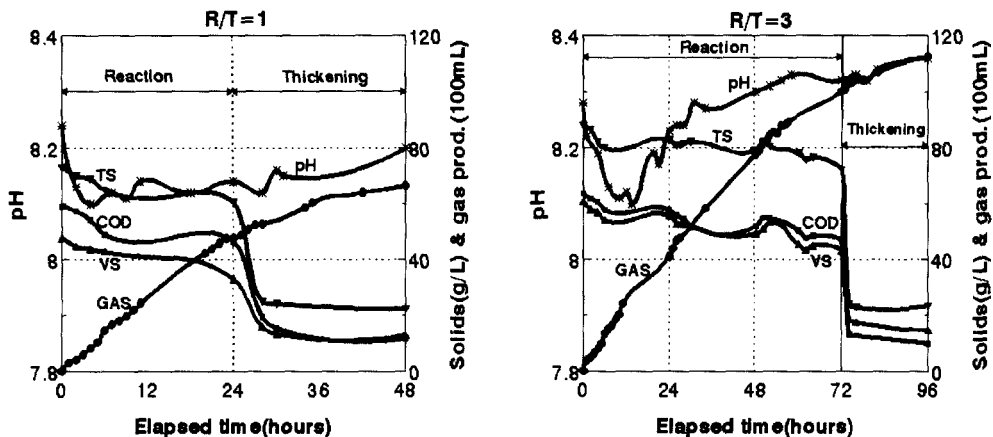 R/T=1
8.4
8.2
8
7.8
pH
120
80
40
0
Solids(g/L) & gas prod.(100mL)
Reaction
Thickening
TS
pH
COD
VS
GAS
0 12 24 36 48
Elapsed time(hours)
R/T=3
8.4
8.2
8
7.8
pH
120
80
40
0
Solids(g/L) & gas prod.(100mL)
Reaction
pH
TS
Thickening
COD
VS
GAS
0 24 48 72 96
Elapsed time(hours)